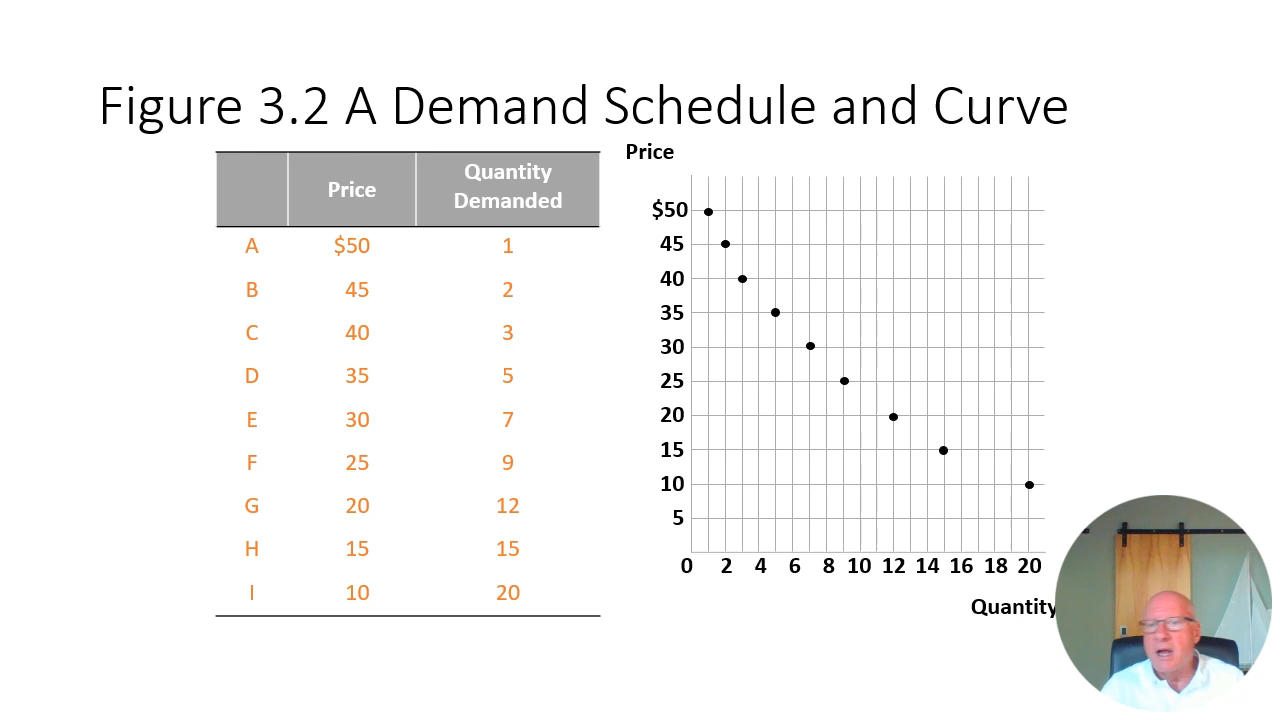 Figure 3.2 A Demand Schedule and Curve
Price
Quantity
Demanded
A $50 1
B 45 2
C 40 3
D 35 5
E 30 7
F 25 9
G 20 12
H 15 15
I 10 20
Price
$50
45
40
35
30
25
20
15
10
5
0 2 4 6 8 10 12 14 16 18 20
Quantity